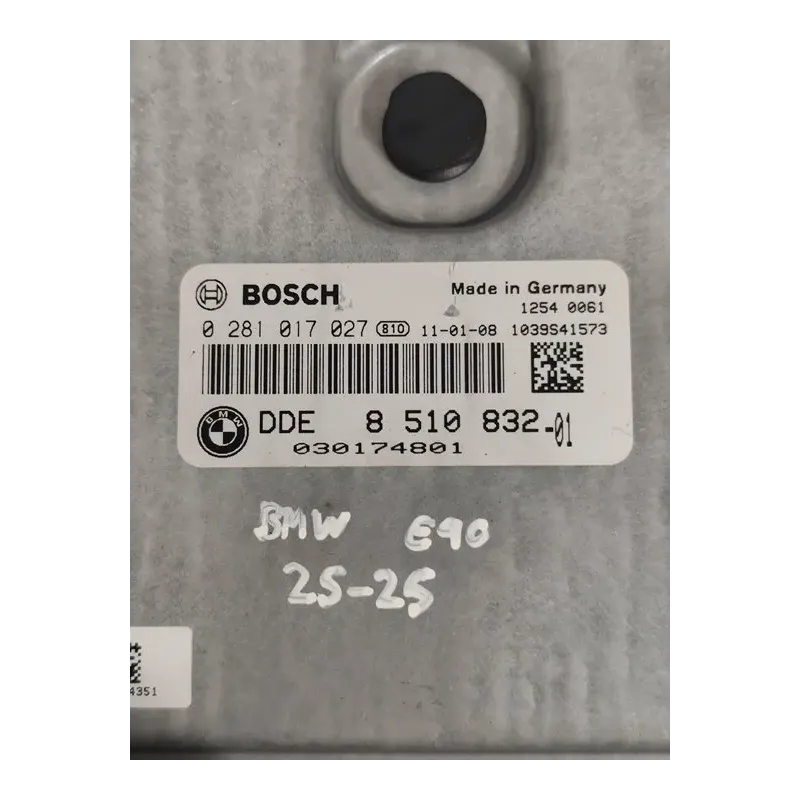 BOSCH
Made in Germany
1254 0061
0 281 017 027 810 11-01-08 1039S41573
BMW
DDE 8 510 832-01
030174801
BMW E90
25-25
4351